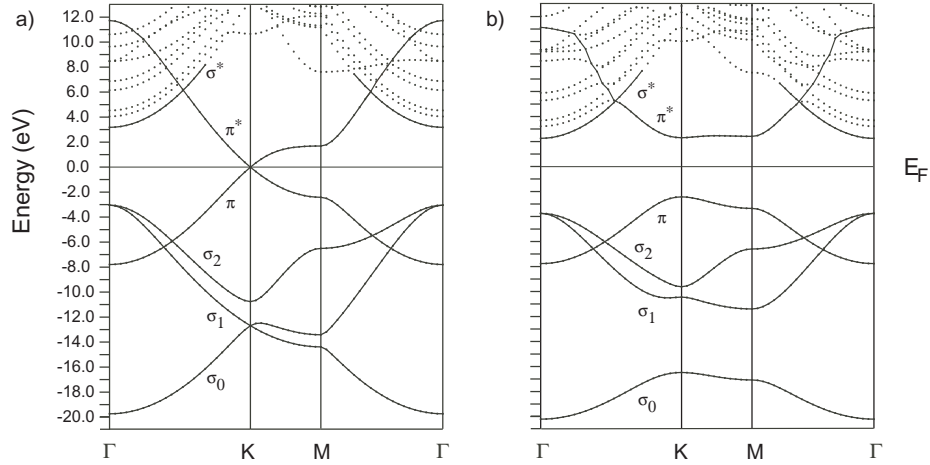 a)
b)
Energy (eV)
12.0
10.0
8.0
6.0
4.0
2.0
0.0
-2.0
-4.0
-6.0
-8.0
-10.0
-12.0
-14.0
-16.0
-18.0
-20.0
σ*
π*
π
σ2
σ1
σ0
Γ K M Γ
σ*
π*
π
σ2
σ1
σ0
Γ K M Γ
EF